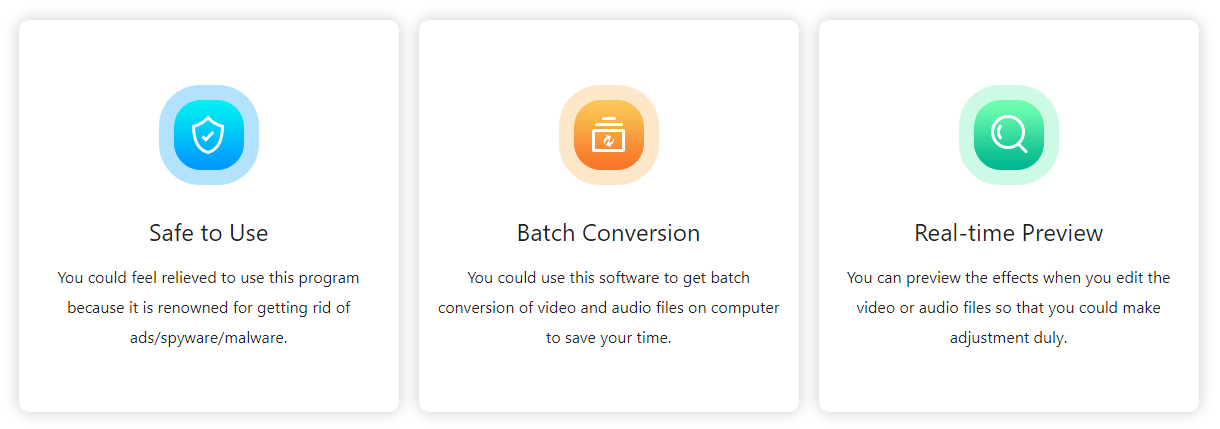 Safe to Use
You could feel relieved to use this program
because it is renowned for getting rid of
ads/spyware/malware.
Batch Conversion
You could use this software to get batch
conversion of video and audio files on computer
to save your time.
Real-time Preview
You can preview the effects when you edit the
video or audio files so that you could make
adjustment duly.